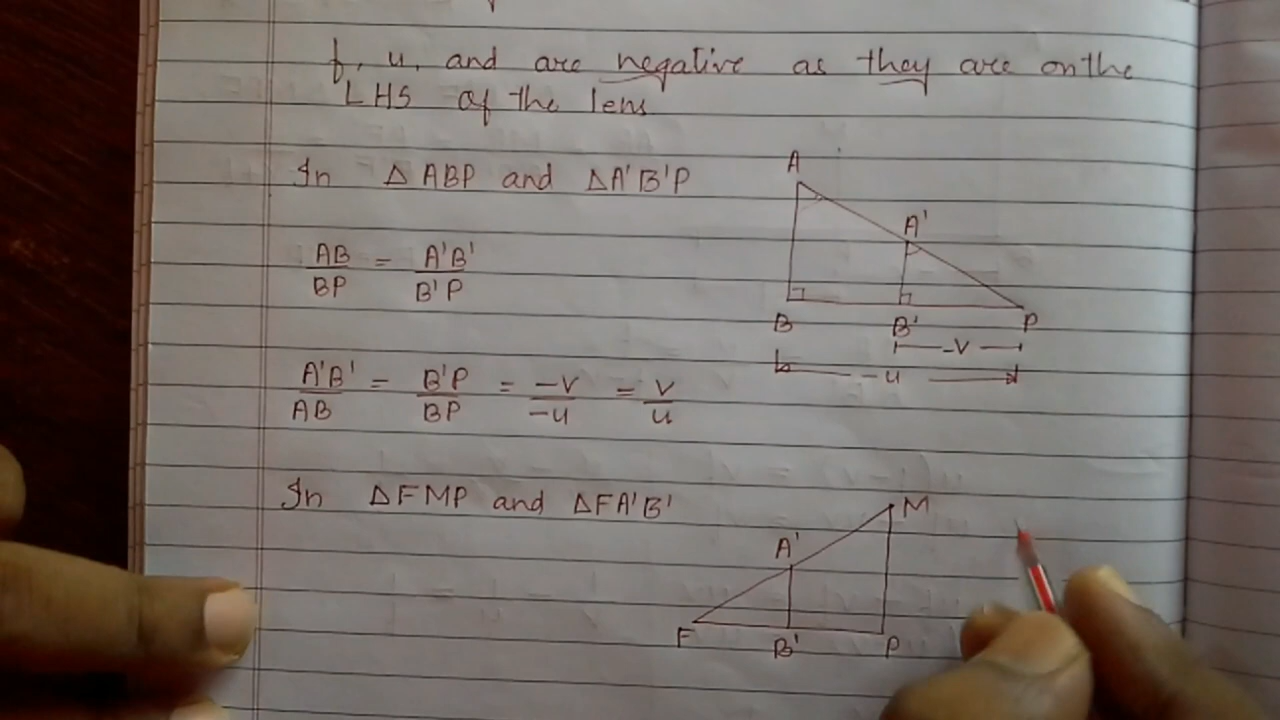 f, u, and are negative as they are on the
LHS of the lens
In Δ ABP and ΔA'B'P
A
A'
AB/BP = A'B'/B'P
B B' P
-v
-u
A'B'/AB = B'P/BP = -v/-u = v/u
In ΔFMP and ΔFA'B'
M
A'
F B' P